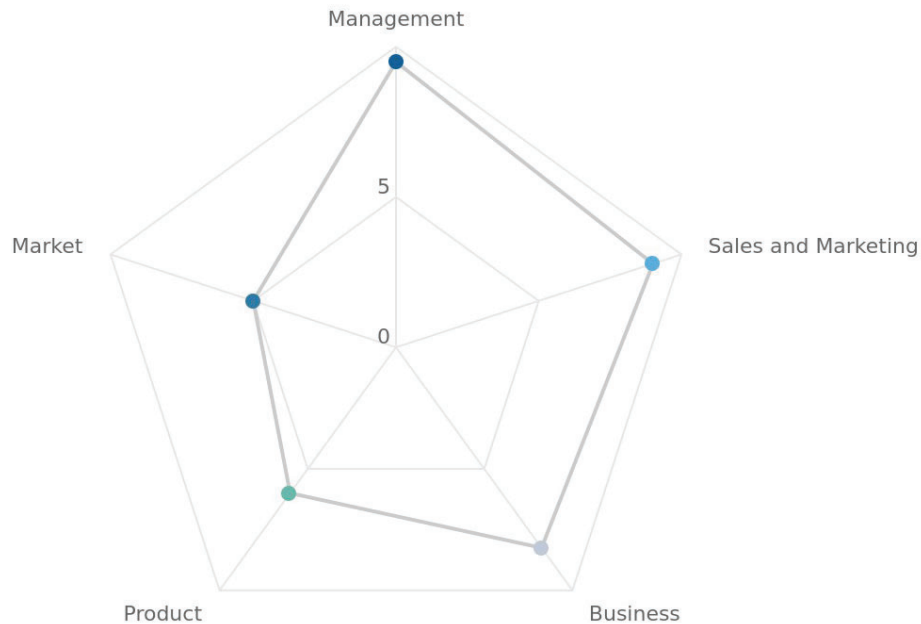 Management
5
Market
Sales and Marketing
0
Product
Business